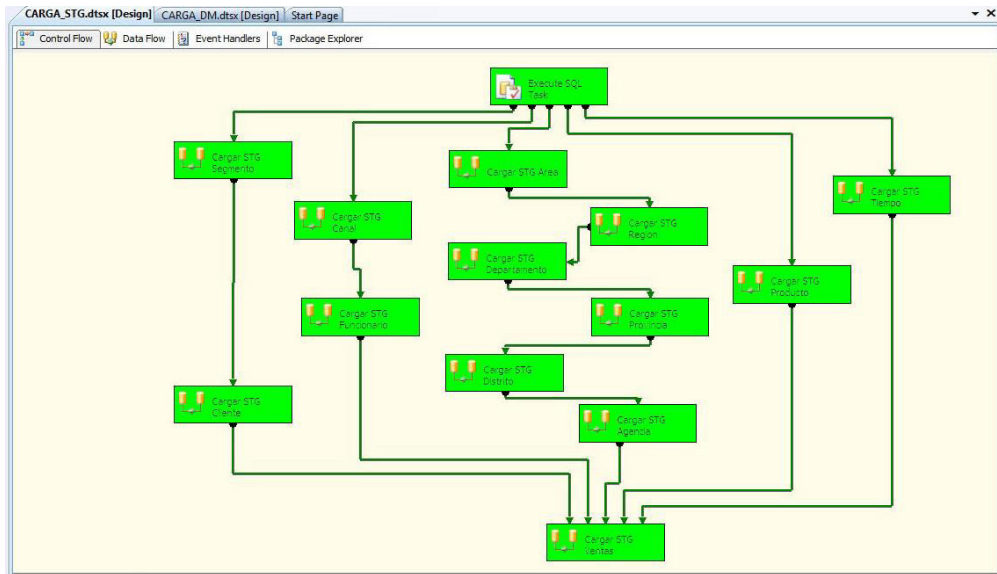 CARGA_STG.dtsx [Design] CARGA_DM.dtsx [Design] Start Page
Control Flow Data Flow Event Handlers Package Explorer
Execute SQL
Task
Cargar STG
Segmento
Cargar STG Area
Cargar STG
Tiempo
Cargar STG
Canal
Cargar STG
Region
Cargar STG
Departamento
Cargar STG
Producto
Cargar STG
Funcionario
Cargar STG
Provincia
Cargar STG
Distrito
Cargar STG
Cliente
Cargar STG
Agencia
Cargar STG
Ventas